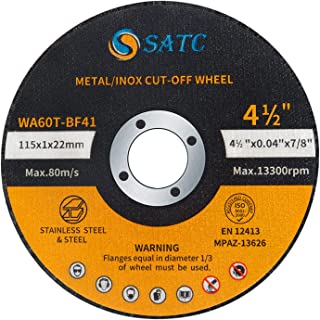 SATC
METAL/INOX CUT-OFF WHEEL
WA60T-BF41
4½"
115x1x22mm
4½"x0.04"x7/8"
Max.80m/s
Max.13300rpm
STAINLESS STEEL
& STEEL
ISO
EN 12413
MPAZ-13626
WARNING
Flanges equal in diameter 1/3
of wheel must be used.